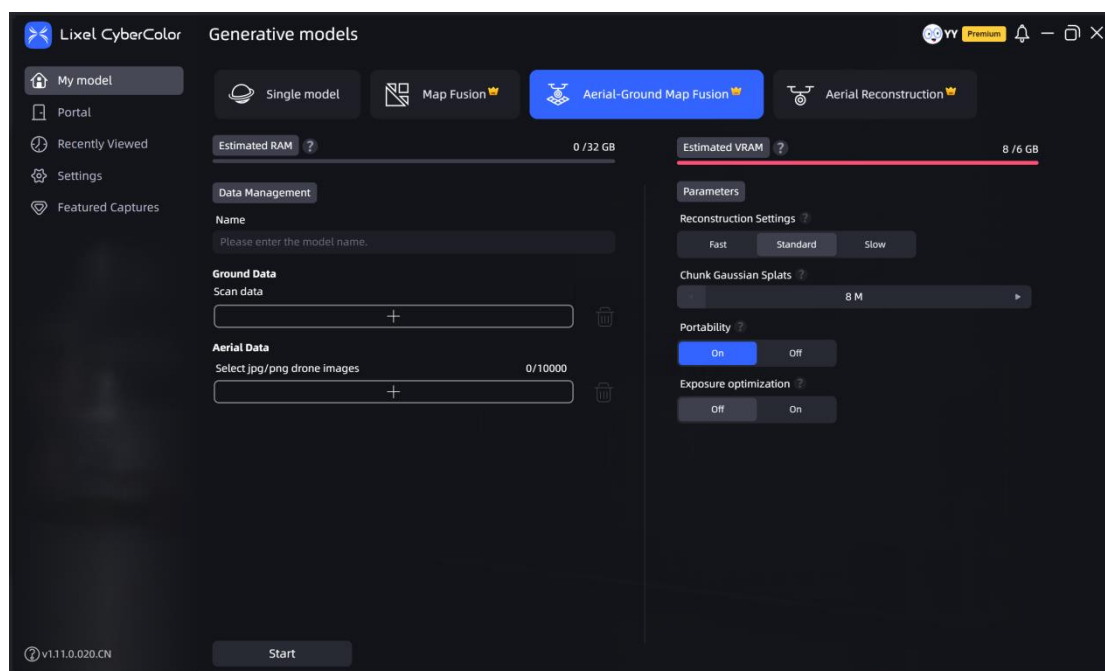 Lixel CyberColor
Generative models
YY Premium
My model
Portal
Recently Viewed
Settings
Featured Captures
Single model
Map Fusion
Aerial-Ground Map Fusion
Aerial Reconstruction
Estimated RAM ?
0 /32 GB
Estimated VRAM ?
8 /6 GB
Data Management
Name
Please enter the model name.
Ground Data
Scan data
+
Aerial Data
Select jpg/png drone images
0/10000
+
Parameters
Reconstruction Settings ?
Fast Standard Slow
Chunk Gaussian Splats ?
8 M
Portability ?
On Off
Exposure optimization ?
Off On
? v1.11.0.020.CN
Start